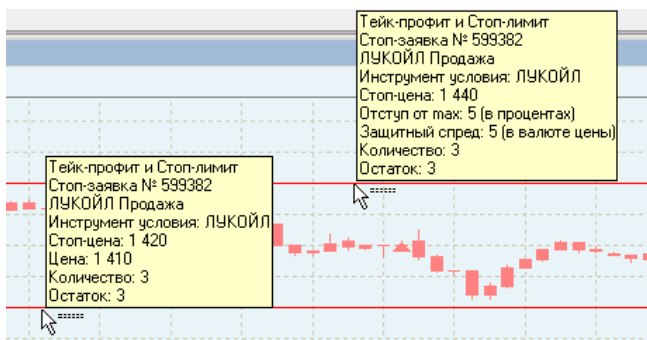 Тейк-профит и Стоп-лимит
Стоп-заявка № 599382
ЛУКОЙЛ Продажа
Инструмент условия: ЛУКОЙЛ
Стоп-цена: 1 440
Отступ от max: 5 (в процентах)
Защитный спред: 5 (в валюте цены)
Количество: 3
Остаток: 3
Тейк-профит и Стоп-лимит
Стоп-заявка № 599382
ЛУКОЙЛ Продажа
Инструмент условия: ЛУКОЙЛ
Стоп-цена: 1 420
Цена: 1 410
Количество: 3
Остаток: 3